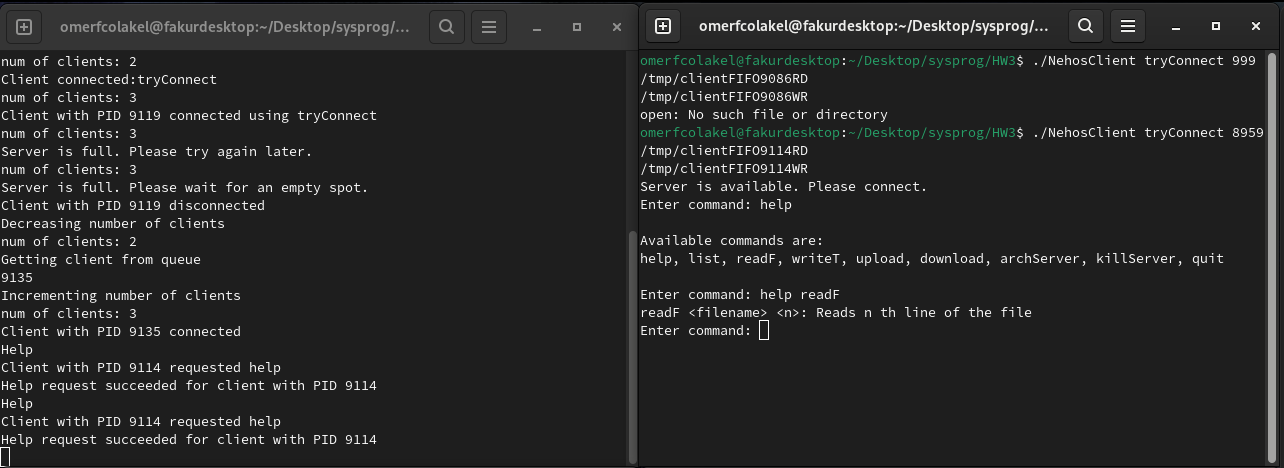 omerfcolakel@fakurdesktop:~/Desktop/sysprog/...
num of clients: 2
Client connected:tryConnect
num of clients: 3
Client with PID 9119 connected using tryConnect
num of clients: 3
Server is full. Please try again later.
num of clients: 3
Server is full. Please wait for an empty spot.
Client with PID 9119 disconnected
Decreasing number of clients
num of clients: 2
Getting client from queue
9135
Incrementing number of clients
num of clients: 3
Client with PID 9135 connected
Help
Client with PID 9114 requested help
Help request succeeded for client with PID 9114
Help
Client with PID 9114 requested help
Help request succeeded for client with PID 9114
omerfcolakel@fakurdesktop:~/Desktop/sysprog/...
omerfcolakel@fakurdesktop:~/Desktop/sysprog/HW3$ ./NehosClient tryConnect 999
/tmp/clientFIFO9086RD
/tmp/clientFIFO9086WR
open: No such file or directory
omerfcolakel@fakurdesktop:~/Desktop/sysprog/HW3$ ./NehosClient tryConnect 8959
/tmp/clientFIFO9114RD
/tmp/clientFIFO9114WR
Server is available. Please connect.
Enter command: help
Available commands are:
help, list, readF, writeT, upload, download, archServer, killServer, quit
Enter command: help readF
readF <filename> <n>: Reads n th line of the file
Enter command: